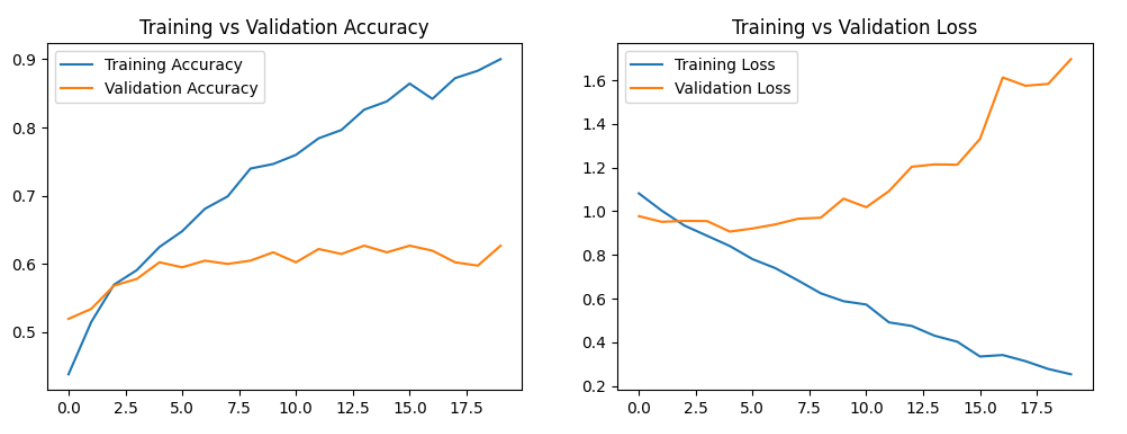 Training vs Validation Accuracy
Training Accuracy
Validation Accuracy
0.9
0.8
0.7
0.6
0.5
0.0 2.5 5.0 7.5 10.0 12.5 15.0 17.5
Training vs Validation Loss
Training Loss
Validation Loss
1.6
1.4
1.2
1.0
0.8
0.6
0.4
0.2
0.0 2.5 5.0 7.5 10.0 12.5 15.0 17.5